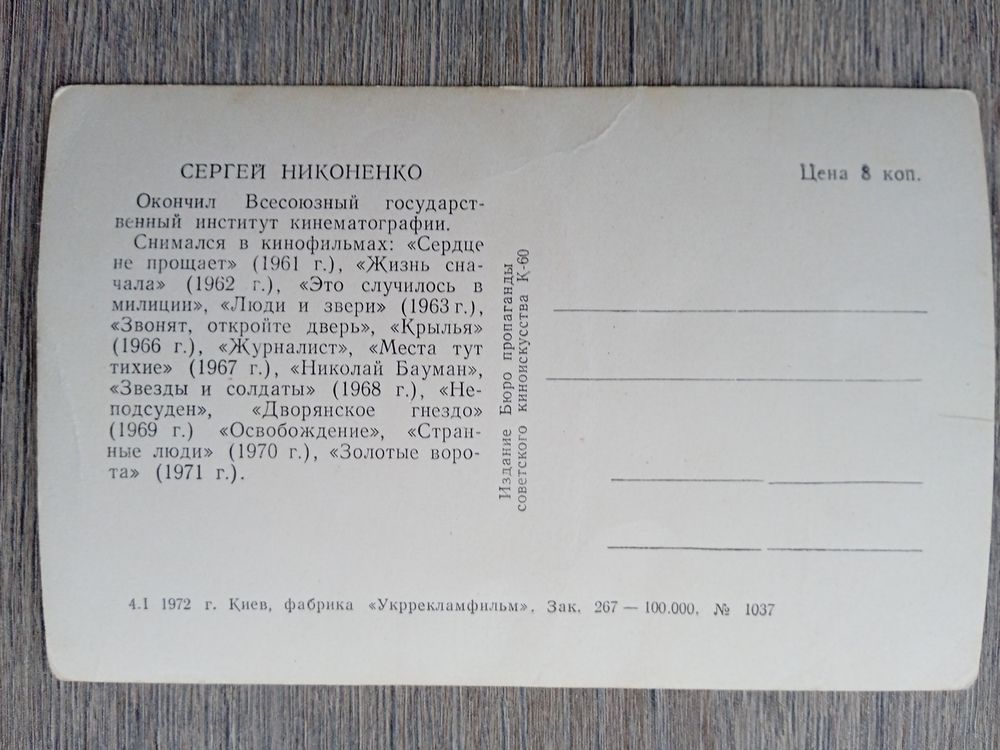 СЕРГЕЙ НИКОНЕНКО
Окончил Всесоюзный государст-
венный институт кинематографии.
Снимался в кинофильмах: «Сердце
не прощает» (1961 г.), «Жизнь сна-
чала» (1962 г.), «Это случилось в
милиции», «Люди и звери» (1963 г.),
«Звонят, откройте дверь», «Крылья»
(1966 г.), «Журналист», «Места тут
тихие» (1967 г.), «Николай Бауман»,
«Звезды и солдаты» (1968 г.), «Не-
подсуден», «Дворянское гнездо»
(1969 г.) «Освобождение», «Стран-
ные люди» (1970 г.), «Золотые воро-
та» (1971 г.).
Издание Бюро пропаганды
советского киноискусства К-60
Цена 8 коп.
4.I 1972 г. Киев, фабрика «Укррекламфильм». Зак. 267 — 100.000. № 1037